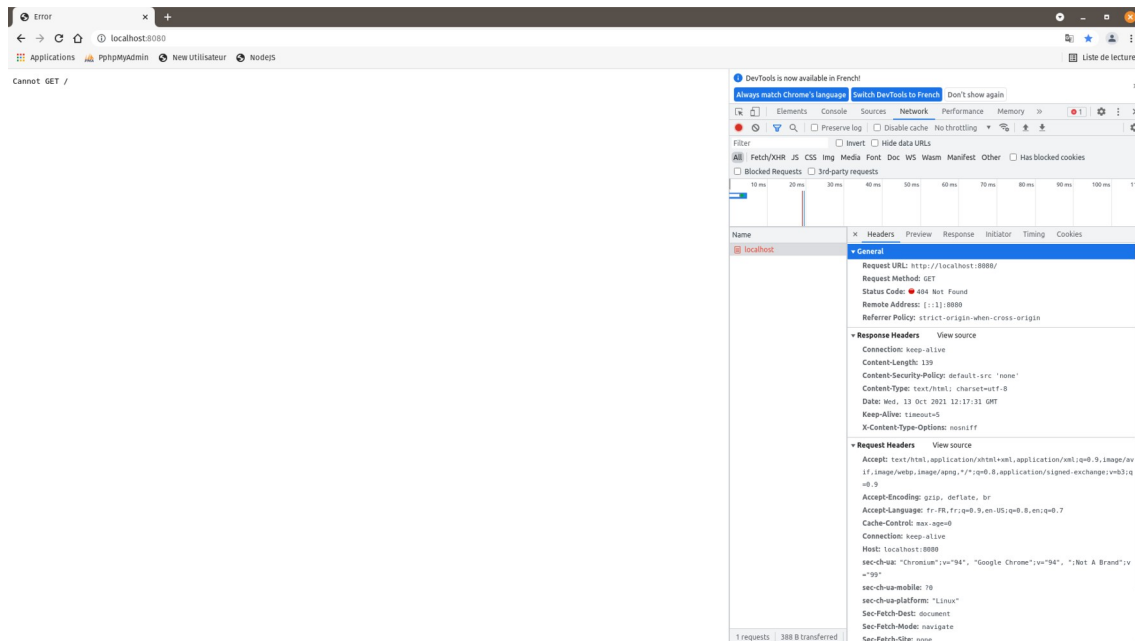 Error
localhost:8080
Applications PphpMyAdmin New Utilisateur NodeJS Liste de lecture
Cannot GET /
DevTools is now available in French!
Always match Chrome's language Switch DevTools to French Don't show again
Elements Console Sources Network Performance Memory » 1
Preserve log Disable cache No throttling
Filter Invert Hide data URLs
All Fetch/XHR JS CSS Img Media Font Doc WS Wasm Manifest Other Has blocked cookies
Blocked Requests 3rd-party requests
10 ms 20 ms 30 ms 40 ms 50 ms 60 ms 70 ms 80 ms 90 ms 100 ms
Name
localhost
1 requests 388 B transferred
× Headers Preview Response Initiator Timing Cookies
General
Request URL: http://localhost:8080/
Request Method: GET
Status Code: 404 Not Found
Remote Address: [::1]:8080
Referrer Policy: strict-origin-when-cross-origin
Response Headers View source
Connection: keep-alive
Content-Length: 139
Content-Security-Policy: default-src 'none'
Content-Type: text/html; charset=utf-8
Date: Wed, 13 Oct 2021 12:17:31 GMT
Keep-Alive: timeout=5
X-Content-Type-Options: nosniff
Request Headers View source
Accept: text/html,application/xhtml+xml,application/xml;q=0.9,image/av
if,image/webp,image/apng,*/*;q=0.8,application/signed-exchange;v=b3;q
=0.9
Accept-Encoding: gzip, deflate, br
Accept-Language: fr-FR,fr;q=0.9,en-US;q=0.8,en;q=0.7
Cache-Control: max-age=0
Connection: keep-alive
Host: localhost:8080
sec-ch-ua: "Chromium";v="94", "Google Chrome";v="94", ";Not A Brand";v
="99"
sec-ch-ua-mobile: ?0
sec-ch-ua-platform: "Linux"
Sec-Fetch-Dest: document
Sec-Fetch-Mode: navigate
Sec-Fetch-Site: none